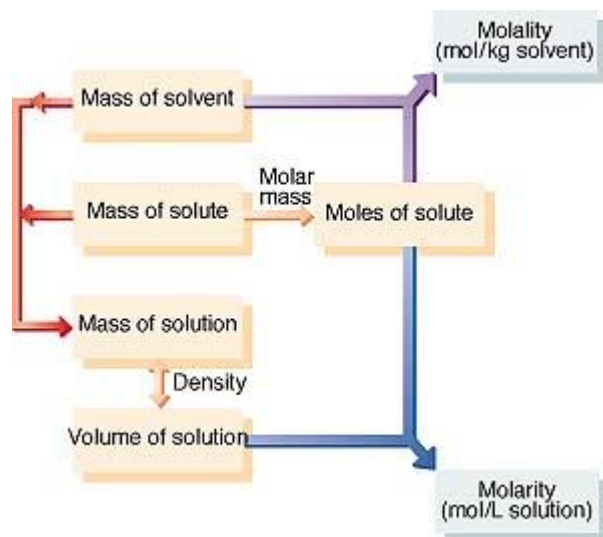 Molality
(mol/kg solvent)
Mass of solvent
Molar
mass
Mass of solute
Moles of solute
Mass of solution
Density
Volume of solution
Molarity
(mol/L solution)